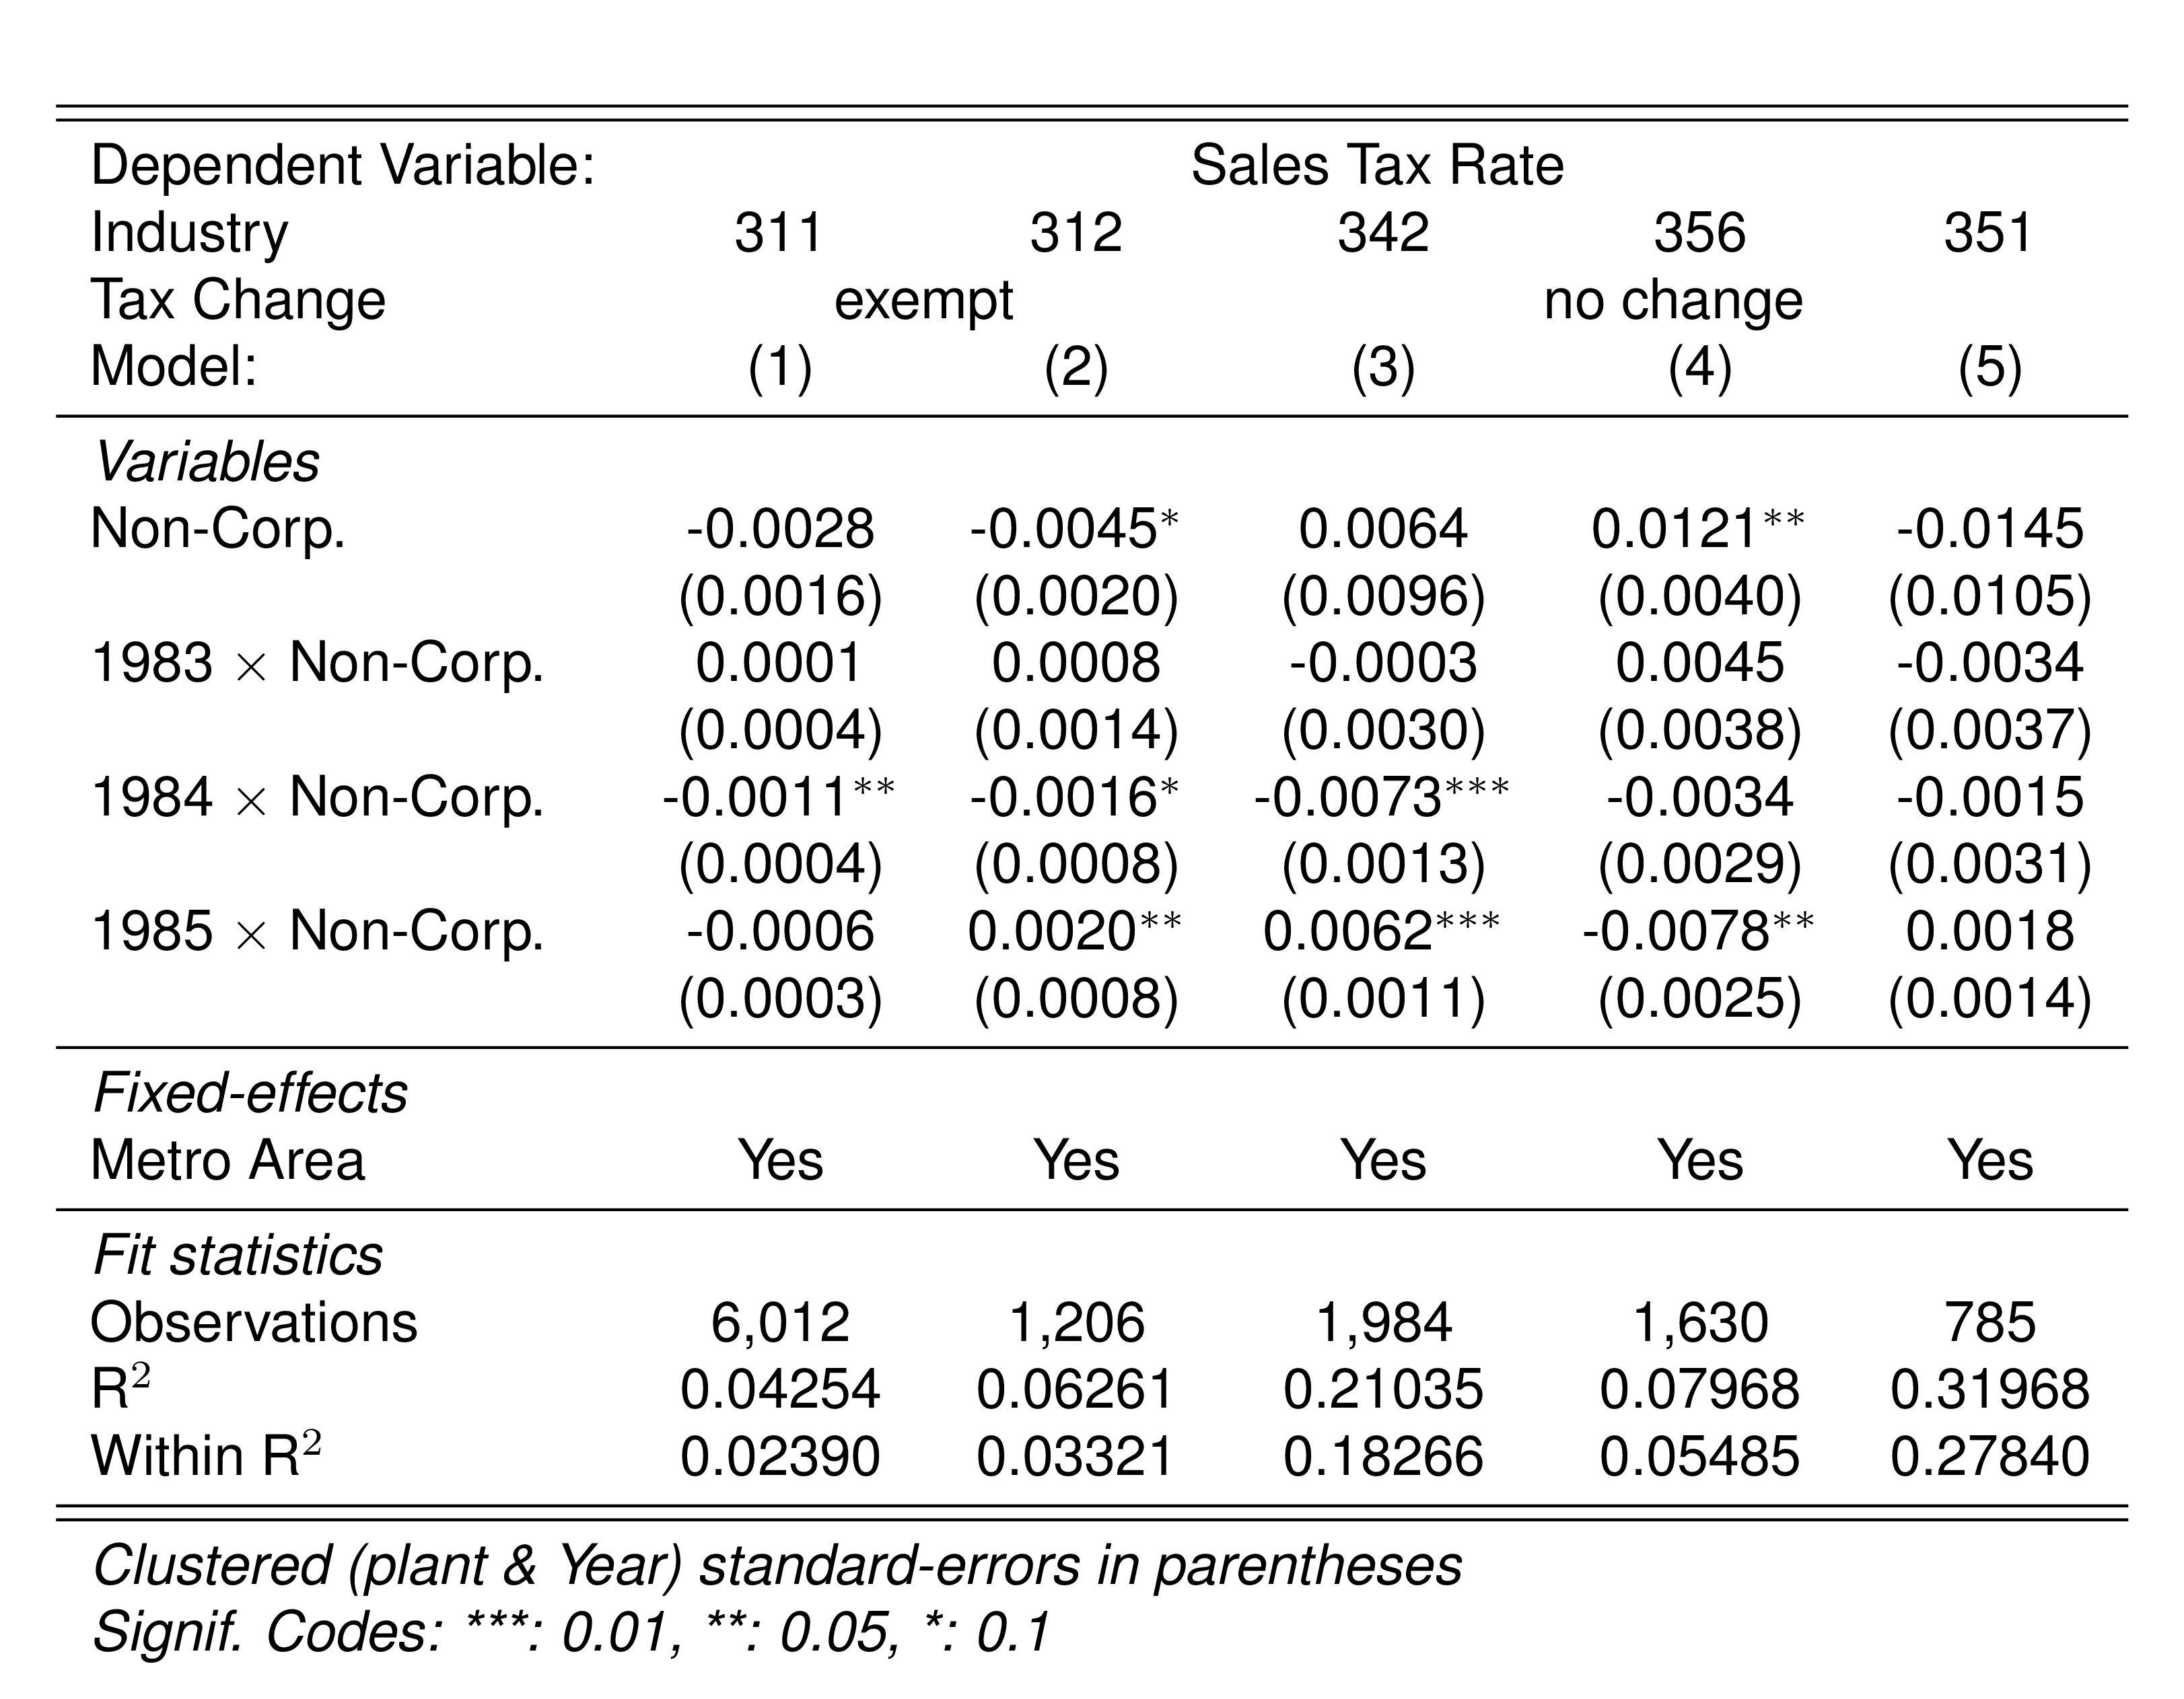 Dependent Variable: Sales Tax Rate
Industry 311 312 342 356 351
Tax Change exempt no change
Model: (1) (2) (3) (4) (5)
Variables
Non-Corp. -0.0028 -0.0045* 0.0064 0.0121** -0.0145
(0.0016) (0.0020) (0.0096) (0.0040) (0.0105)
1983 × Non-Corp. 0.0001 0.0008 -0.0003 0.0045 -0.0034
(0.0004) (0.0014) (0.0030) (0.0038) (0.0037)
1984 × Non-Corp. -0.0011** -0.0016* -0.0073*** -0.0034 -0.0015
(0.0004) (0.0008) (0.0013) (0.0029) (0.0031)
1985 × Non-Corp. -0.0006 0.0020** 0.0062*** -0.0078** 0.0018
(0.0003) (0.0008) (0.0011) (0.0025) (0.0014)
Fixed-effects
Metro Area Yes Yes Yes Yes Yes
Fit statistics
Observations 6,012 1,206 1,984 1,630 785
R² 0.04254 0.06261 0.21035 0.07968 0.31968
Within R² 0.02390 0.03321 0.18266 0.05485 0.27840
Clustered (plant & Year) standard-errors in parentheses
Signif. Codes: ***: 0.01, **: 0.05, *: 0.1